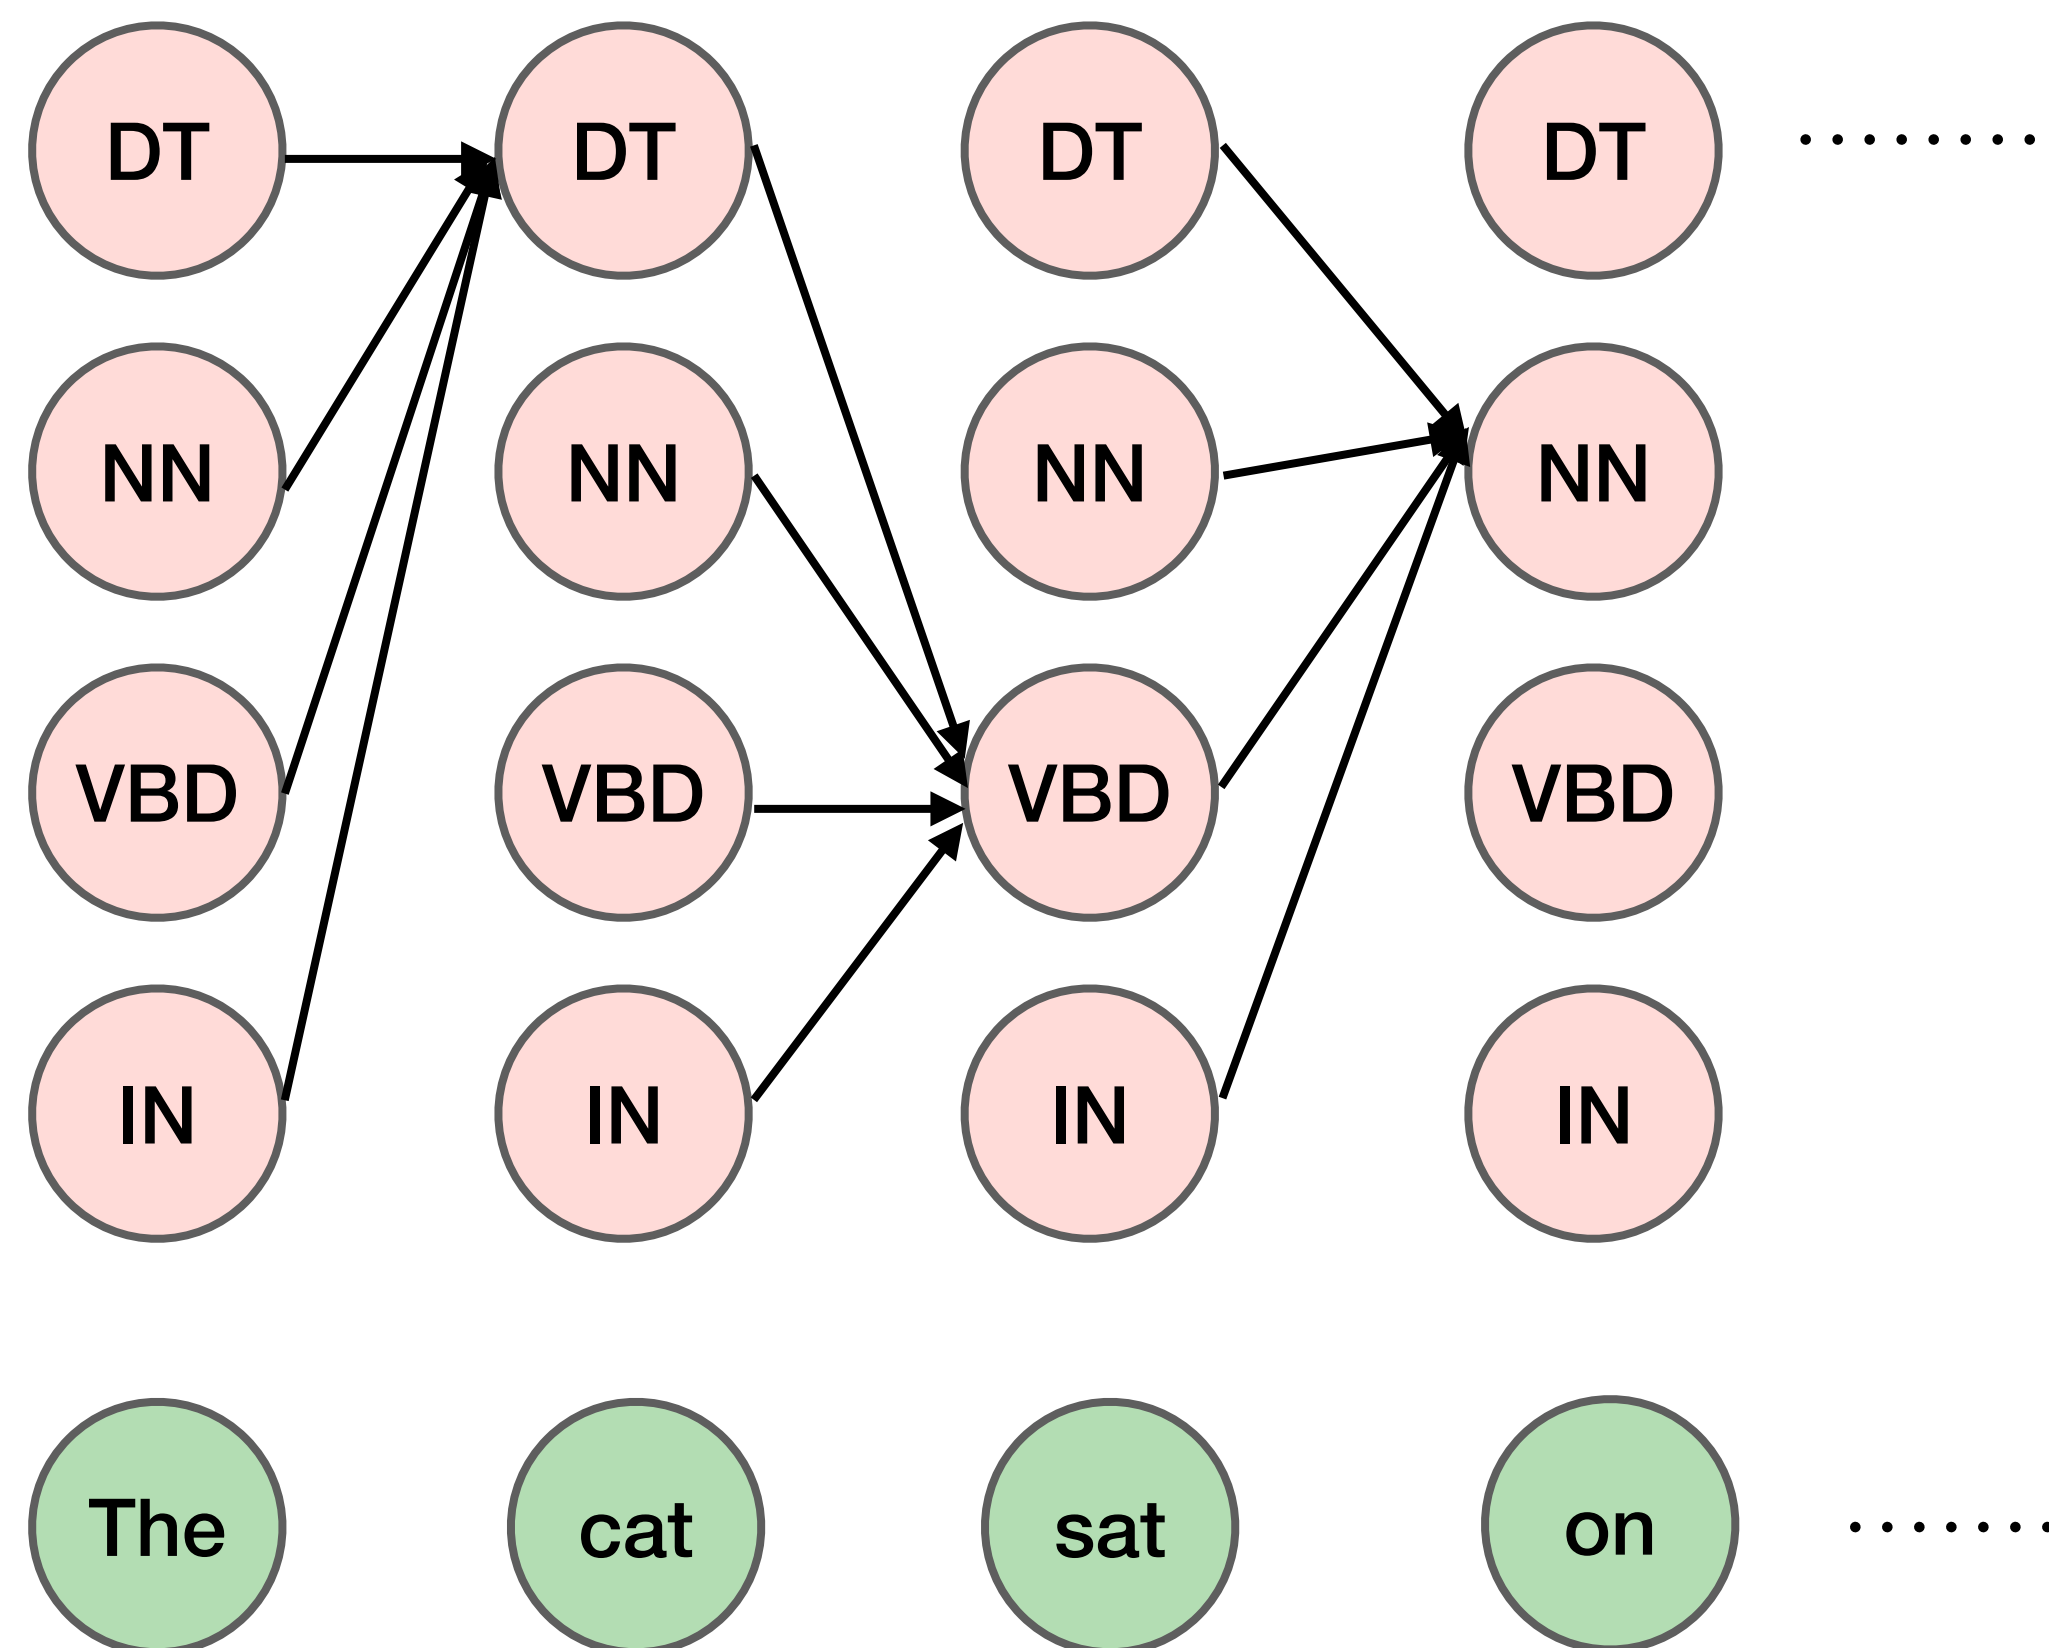 DT DT DT DT
NN NN NN NN
VBD VBD VBD VBD
IN IN IN IN
The cat sat on